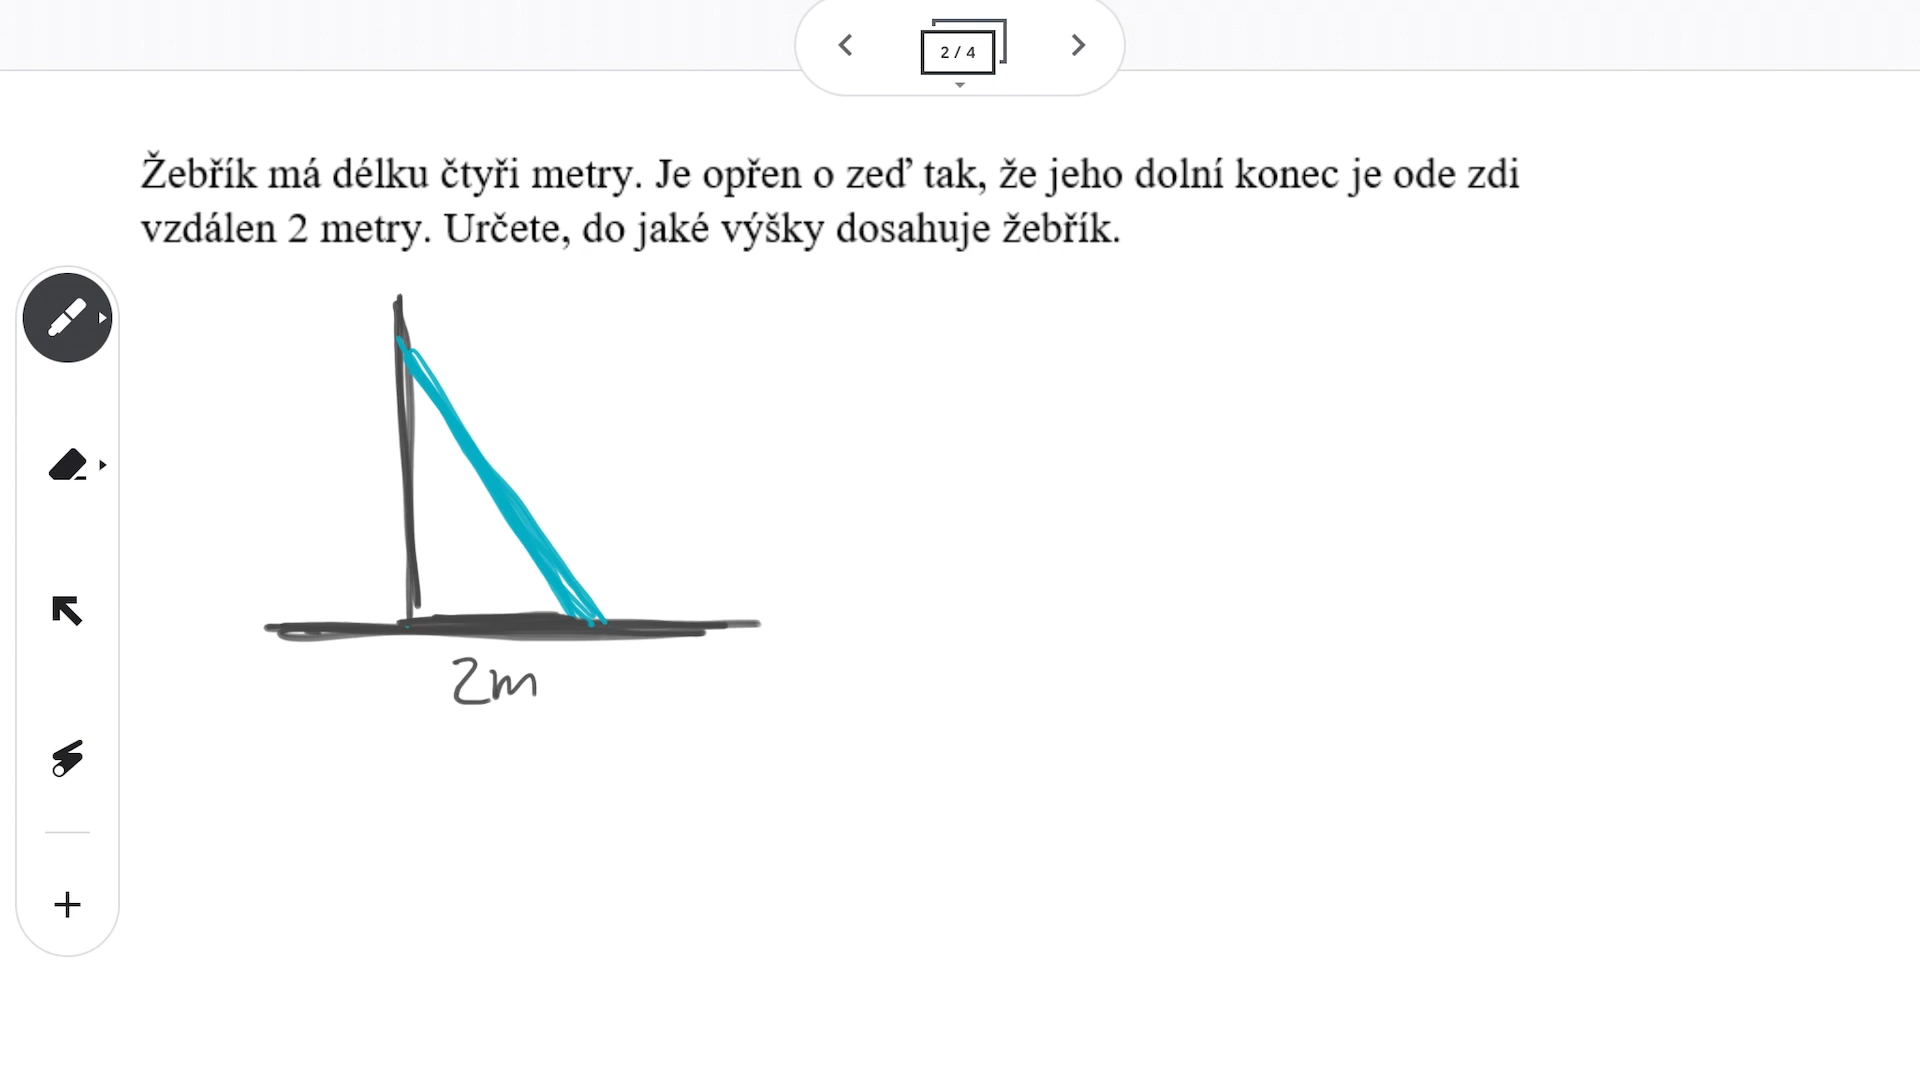 2 / 4
Žebřík má délku čtyři metry. Je opřen o zeď tak, že jeho dolní konec je ode zdi
vzdálen 2 metry. Určete, do jaké výšky dosahuje žebřík.
2m